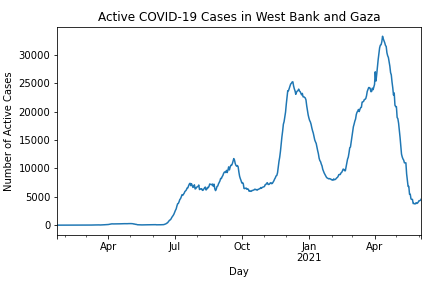 Active COVID-19 Cases in West Bank and Gaza
Number of Active Cases
30000
25000
20000
15000
10000
5000
0
Apr
Jul
Oct
Jan
2021
Apr
Day